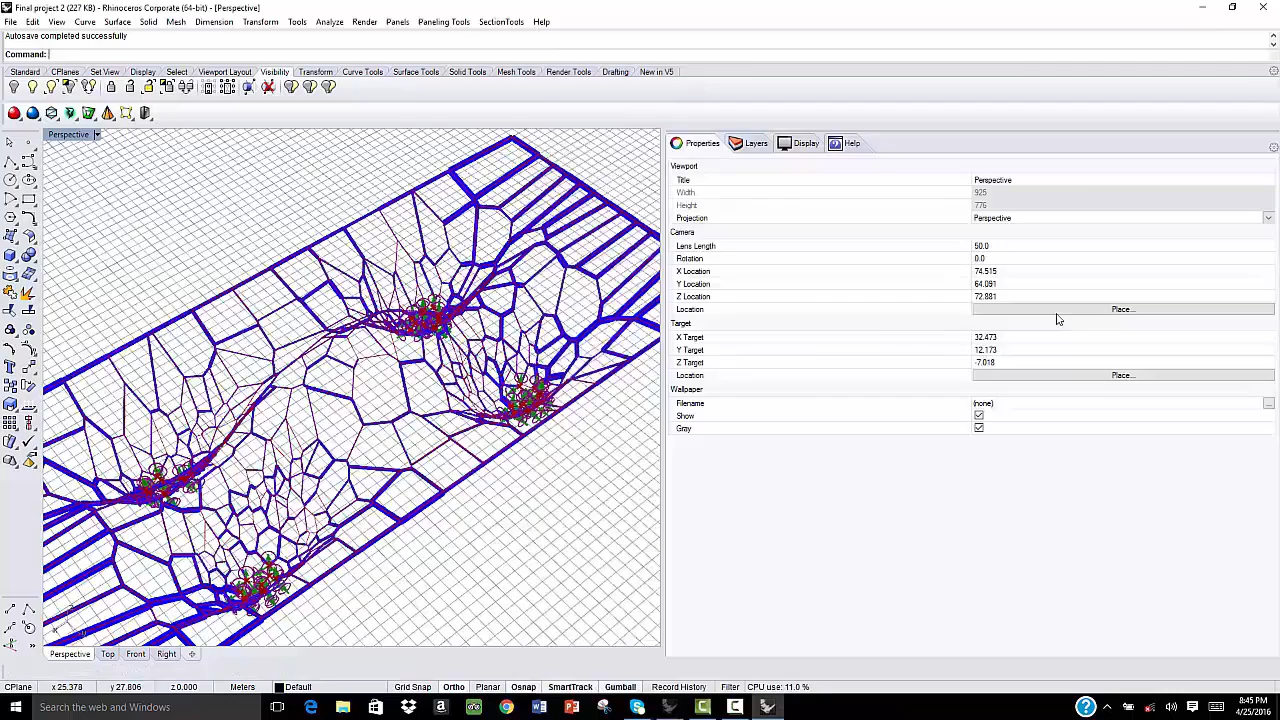 Final project 2 (227 KB) - Rhinoceros Corporate (64-bit) - [Perspective]
File Edit View Curve Surface Solid Mesh Dimension Transform Tools Analyze Render Panels Paneling Tools SectionTools Help
Autosave completed successfully
Command:
Standard CPlanes Set View Display Select Viewport Layout Visibility Transform Curve Tools Surface Tools Solid Tools Mesh Tools Render Tools Drafting New in V5
Perspective
Properties Layers Display Help
Viewport
Title Perspective
Width 925
Height 776
Projection Perspective
Camera
Lens Length 50.0
Rotation 0.0
X Location 74.515
Y Location 64.091
Z Location 72.881
Location Place...
Target
X Target 32.473
Y Target 12.173
Z Target -7.018
Location Place...
Wallpaper
Filename (none) ...
Show
Gray
Perspective Top Front Right
CPlane x 25.378 y 27.806 z 0.000 Meters Default Grid Snap Ortho Planar Osnap SmartTrack Gumball Record History Filter CPU use: 11.0 %
Search the web and Windows
8:45 PM
4/25/2016